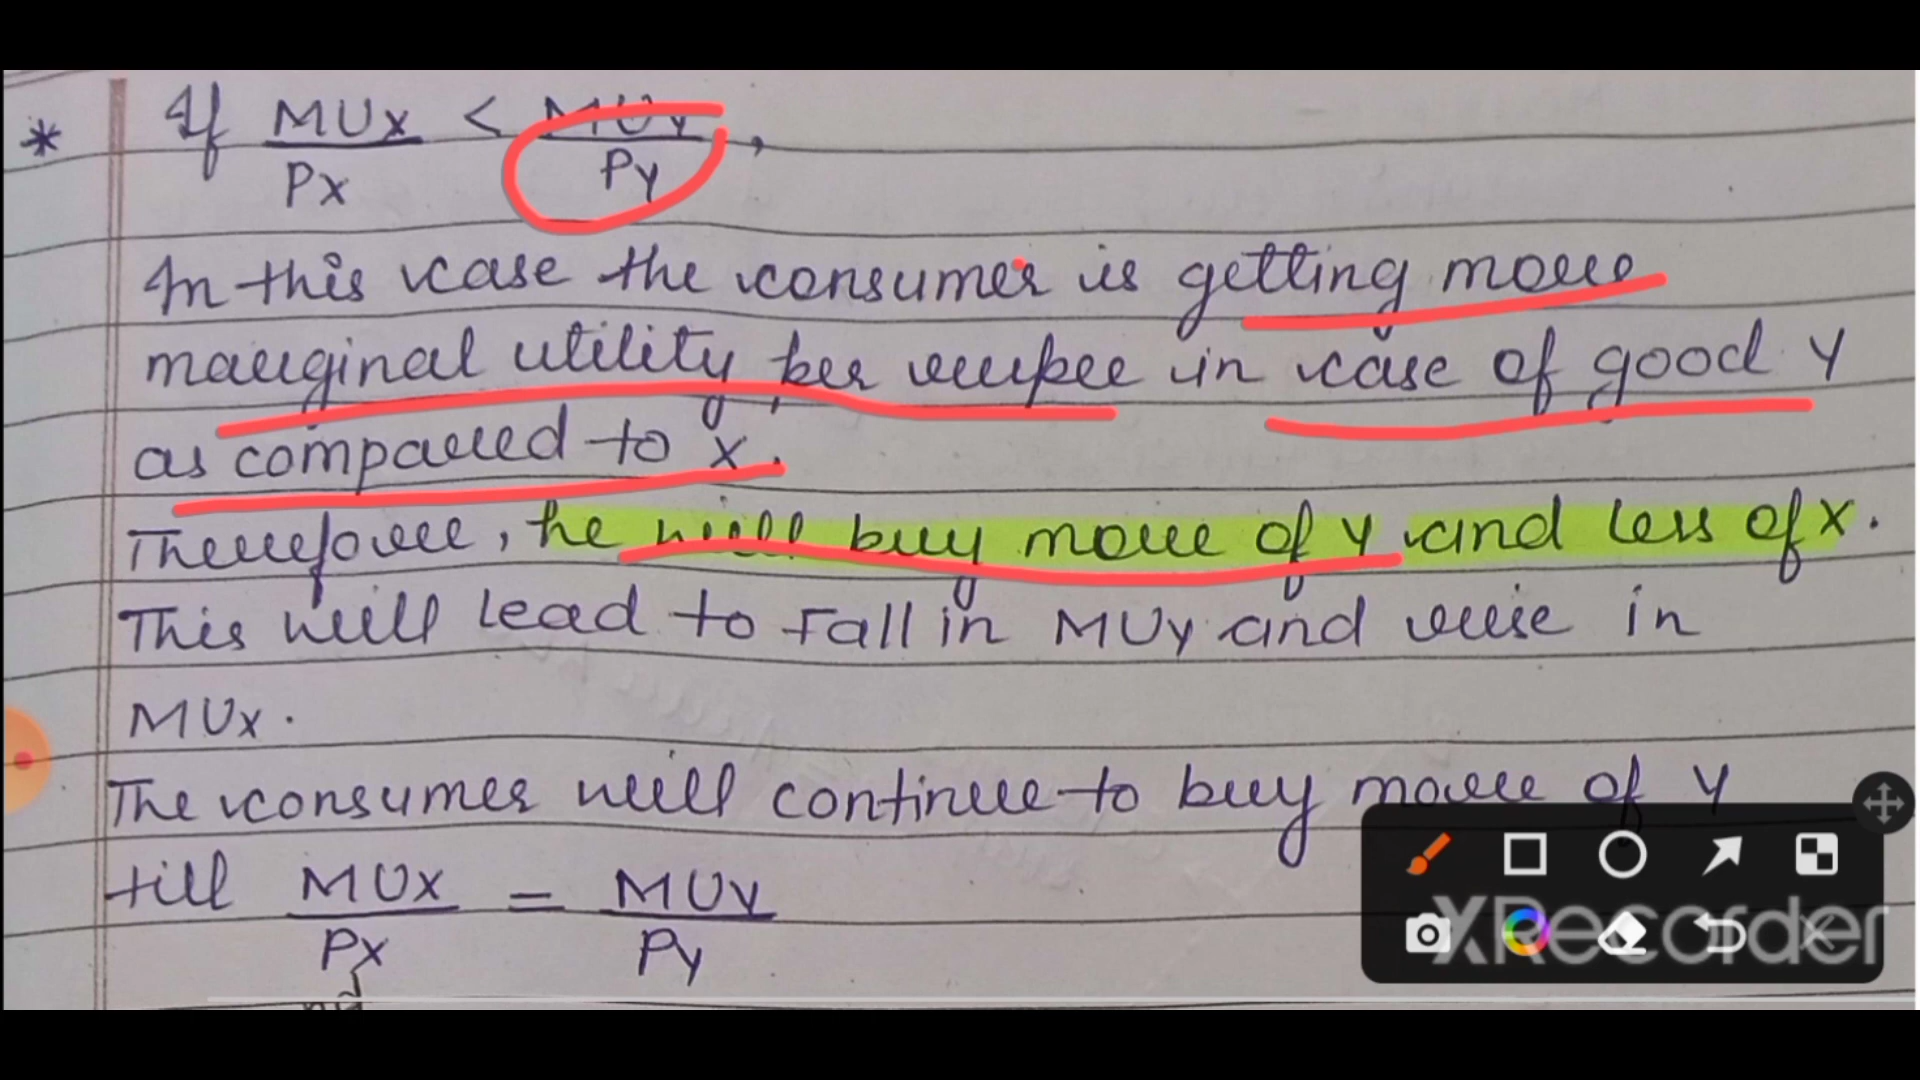 * If MUx < MUy ,
Px Py
In this case the consumer is getting more
marginal utility per rupee in case of good Y
as compared to X.
Therefore, he will buy more of Y and less of X.
This will lead to Fall in MUy and rise in
MUx.
The consumer will continue to buy more of Y
till MUx = MUy
Px Py
XRecorder